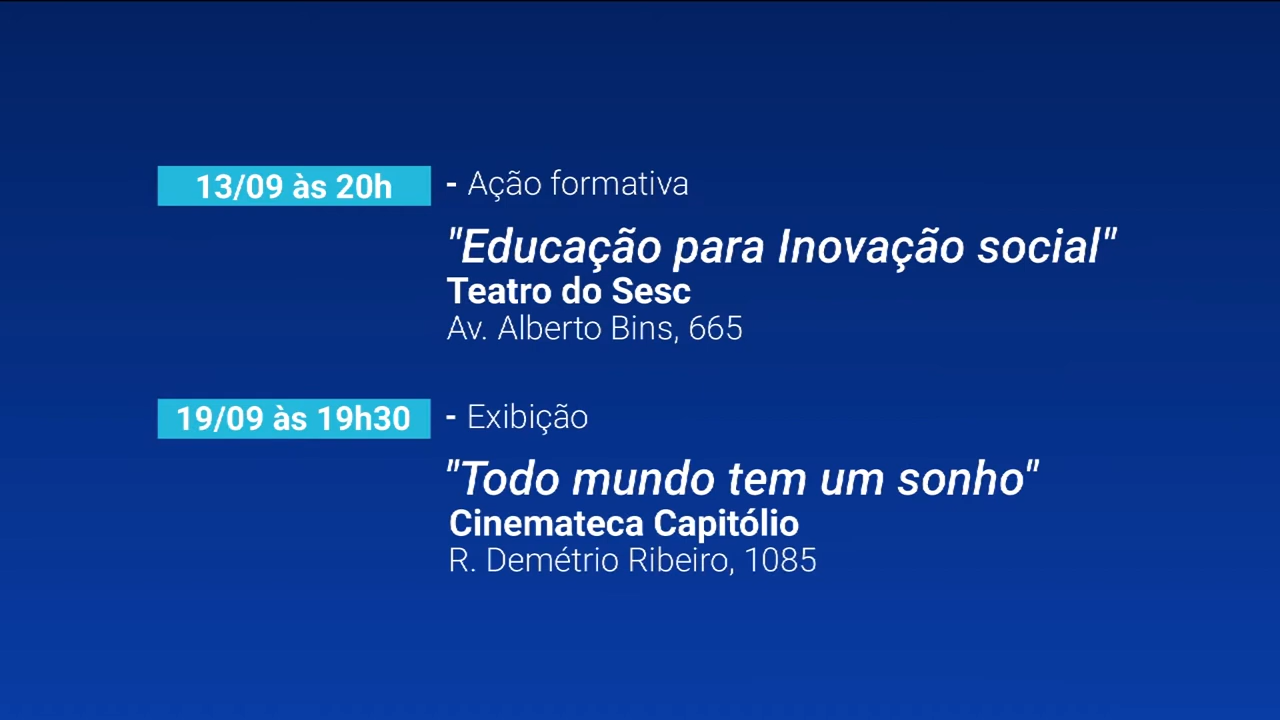 13/09 às 20h - Ação formativa
"Educação para Inovação social"
Teatro do Sesc
Av. Alberto Bins, 665
19/09 às 19h30 - Exibição
"Todo mundo tem um sonho"
Cinemateca Capitólio
R. Demétrio Ribeiro, 1085